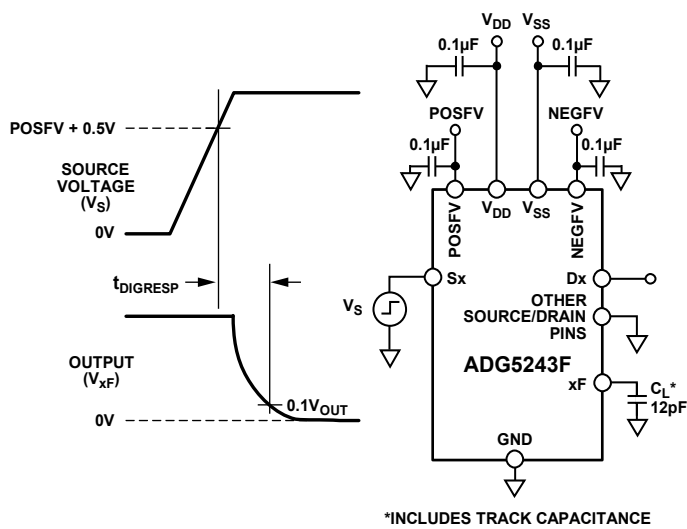 POSFV + 0.5V
SOURCE
VOLTAGE
(VS)
0V
tDIGRESP
OUTPUT
(VxF)
0V
0.1VOUT
VDD
VSS
0.1µF
0.1µF
POSFV
NEGFV
0.1µF
0.1µF
POSFV
VDD
VSS
NEGFV
Sx
Dx
VS
OTHER
SOURCE/DRAIN
PINS
ADG5243F
xF
CL*
12pF
GND
*INCLUDES TRACK CAPACITANCE